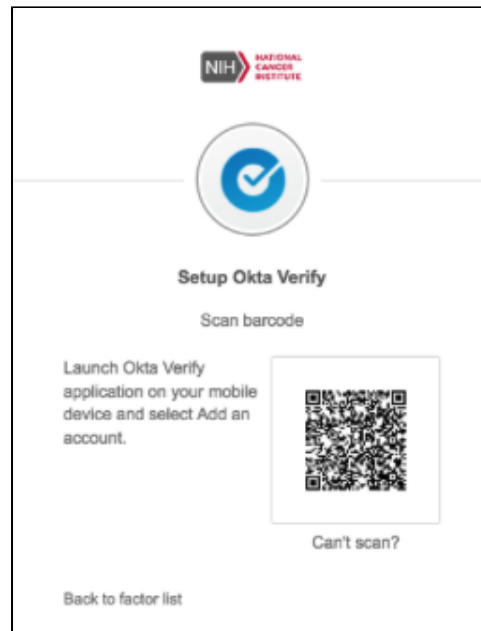 NIH NATIONAL
CANCER
INSTITUTE
Setup Okta Verify
Scan barcode
Launch Okta Verify
application on your mobile
device and select Add an
account.
Can't scan?
Back to factor list